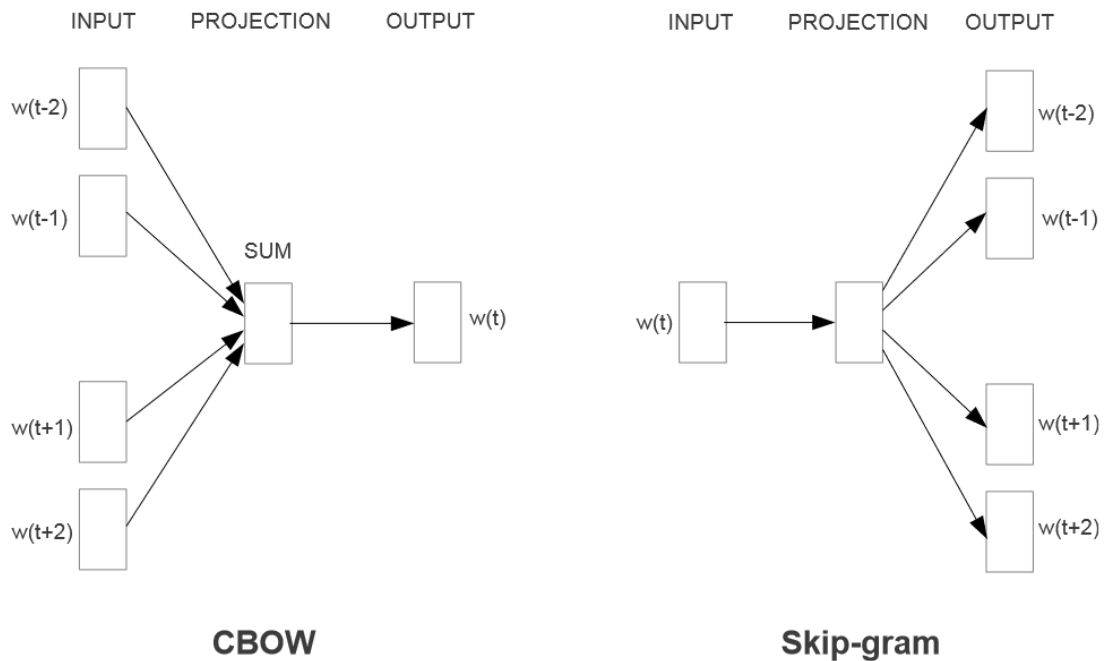 INPUT PROJECTION OUTPUT
w(t-2)
w(t-1)
SUM
w(t)
w(t+1)
w(t+2)
CBOW
INPUT PROJECTION OUTPUT
w(t-2)
w(t-1)
w(t)
w(t+1)
w(t+2)
Skip-gram